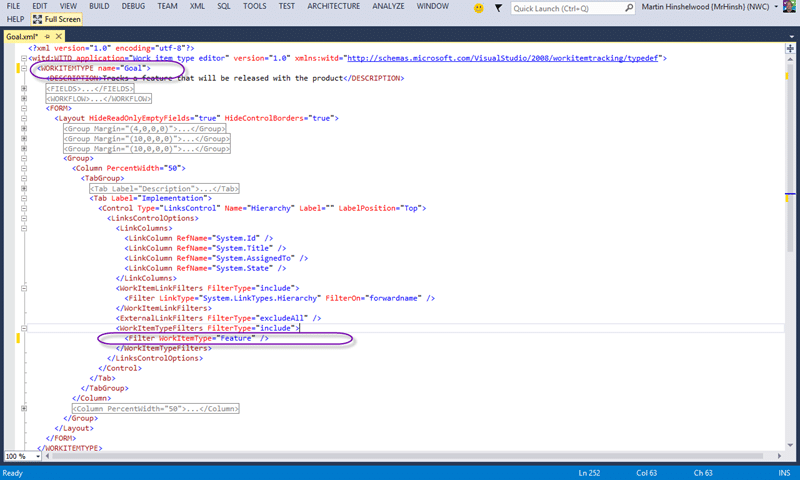 FILE EDIT VIEW BUILD DEBUG TEAM SQL TOOLS TEST ARCHITECTURE ANALYZE WINDOW Quick Launch (Ctrl+Q) Martin Hinshelwood (MrHinsh) (NWC)
HELP Full Screen
Goal.xml*
<?xml version="1.0" encoding="utf-8"?>
<witd:WITD application="Work item type editor" version="1.0" xmlns:witd="http://schemas.microsoft.com/VisualStudio/2008/workitemtracking/typedef">
<WORKITEMTYPE name="Goal">
<DESCRIPTION>Tracks a feature that will be released with the product</DESCRIPTION>
<FIELDS>...</FIELDS>
<WORKFLOW>...</WORKFLOW>
<FORM>
<Layout HideReadOnlyEmptyFields="true" HideControlBorders="true">
<Group Margin="(4,0,0,0)">...</Group>
<Group Margin="(10,0,0,0)">...</Group>
<Group Margin="(10,0,0,0)">...</Group>
<Group>
<Column PercentWidth="50">
<TabGroup>
<Tab Label="Description">...</Tab>
<Tab Label="Implementation">
<Control Type="LinksControl" Name="Hierarchy" Label="" LabelPosition="Top">
<LinksControlOptions>
<LinkColumns>
<LinkColumn RefName="System.Id" />
<LinkColumn RefName="System.Title" />
<LinkColumn RefName="System.AssignedTo" />
<LinkColumn RefName="System.State" />
</LinkColumns>
<WorkItemLinkFilters FilterType="include">
<Filter LinkType="System.LinkTypes.Hierarchy" FilterOn="forwardname" />
</WorkItemLinkFilters>
<ExternalLinkFilters FilterType="excludeAll" />
<WorkItemTypeFilters FilterType="include">
<Filter WorkItemType="Feature" />
</WorkItemTypeFilters>
</LinksControlOptions>
</Control>
</Tab>
</TabGroup>
</Column>
<Column PercentWidth="50">...</Column>
</Group>
</Layout>
</FORM>
</WORKITEMTYPE>
100 %
Ready Ln 252 Col 63 Ch 63 INS